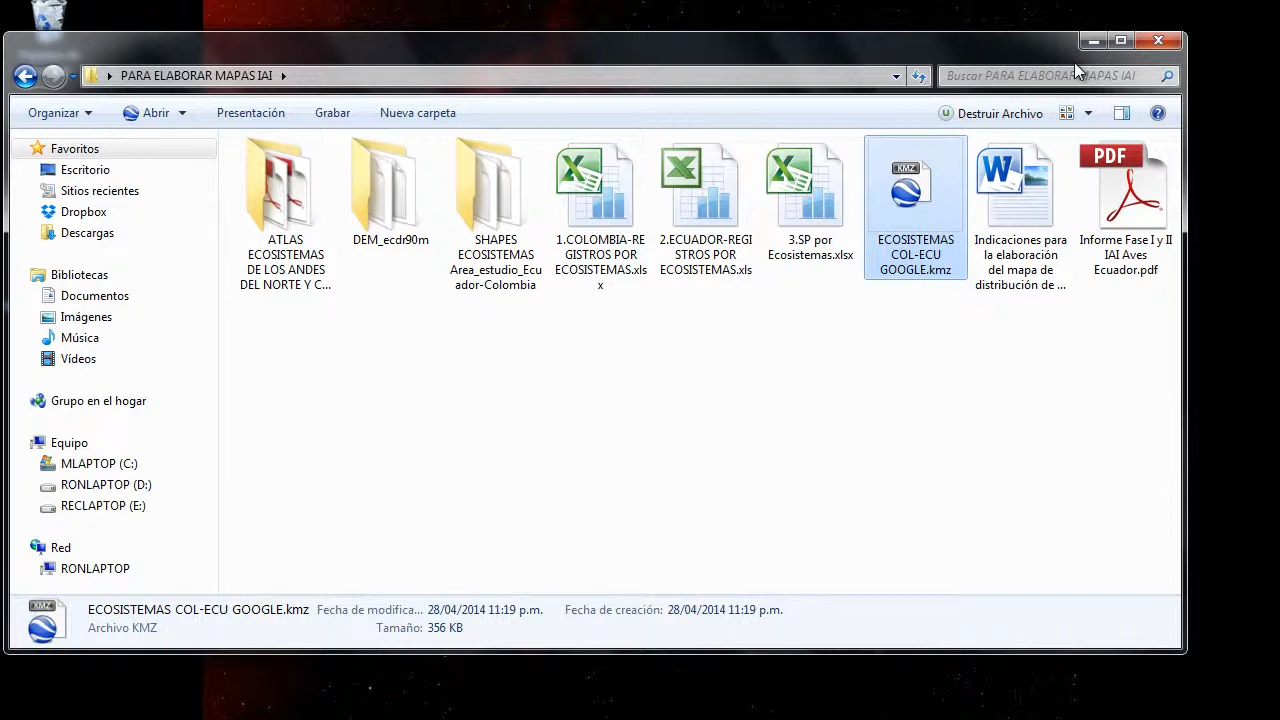 PARA ELABORAR MAPAS IAI
Buscar PARA ELABORAR MAPAS IAI
Organizar
Abrir
Presentación
Grabar
Nueva carpeta
Destruir Archivo
Favoritos
Escritorio
Sitios recientes
Dropbox
Descargas
Bibliotecas
Documentos
Imágenes
Música
Vídeos
Grupo en el hogar
Equipo
MLAPTOP (C:)
RONLAPTOP (D:)
RECLAPTOP (E:)
Red
RONLAPTOP
ATLAS
ECOSISTEMAS
DE LOS ANDES
DEL NORTE Y C...
DEM_ecdr90m
SHAPES
ECOSISTEMAS
Area_estudio_Ecu
ador-Colombia
1.COLOMBIA-RE
GISTROS POR
ECOSISTEMAS.xls
x
2.ECUADOR-REGI
STROS POR
ECOSISTEMAS.xls
3.SP por
Ecosistemas.xlsx
KMZ
ECOSISTEMAS
COL-ECU
GOOGLE.kmz
Indicaciones para
la elaboración
del mapa de
distribución de ...
PDF
Informe Fase I y II
IAI Aves
Ecuador.pdf
KMZ
ECOSISTEMAS COL-ECU GOOGLE.kmz
Fecha de modifica... 28/04/2014 11:19 p.m.
Fecha de creación: 28/04/2014 11:19 p.m.
Archivo KMZ
Tamaño: 356 KB